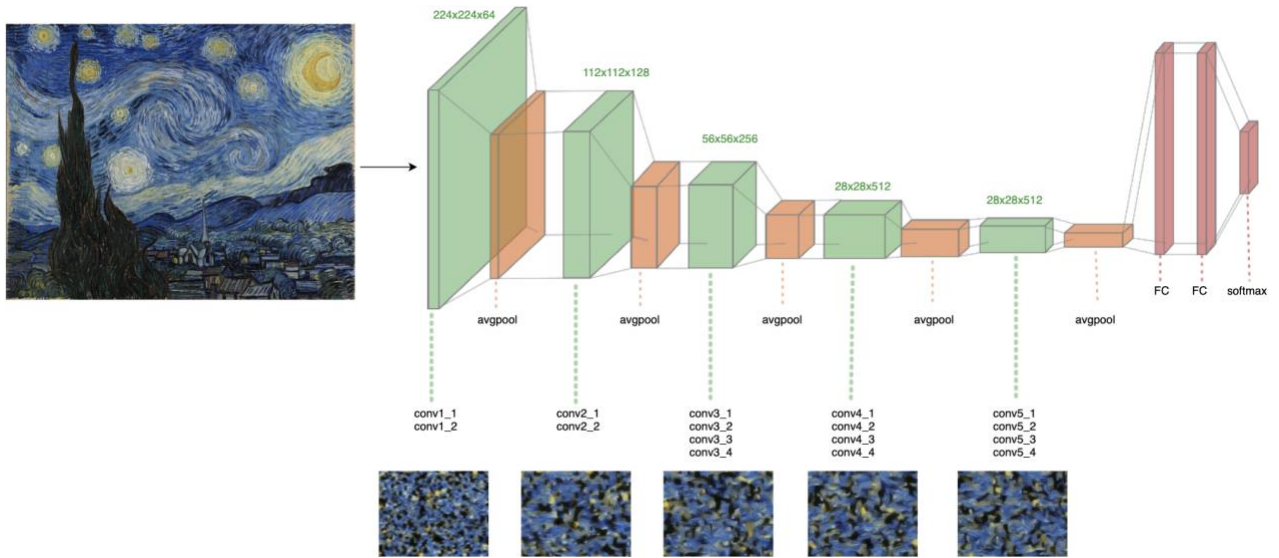 224x224x64
112x112x128
56x56x256
28x28x512
28x28x512
FC
FC
softmax
avgpool
avgpool
avgpool
avgpool
avgpool
conv1_1
conv1_2
conv2_1
conv2_2
conv3_1
conv3_2
conv3_3
conv3_4
conv4_1
conv4_2
conv4_3
conv4_4
conv5_1
conv5_2
conv5_3
conv5_4